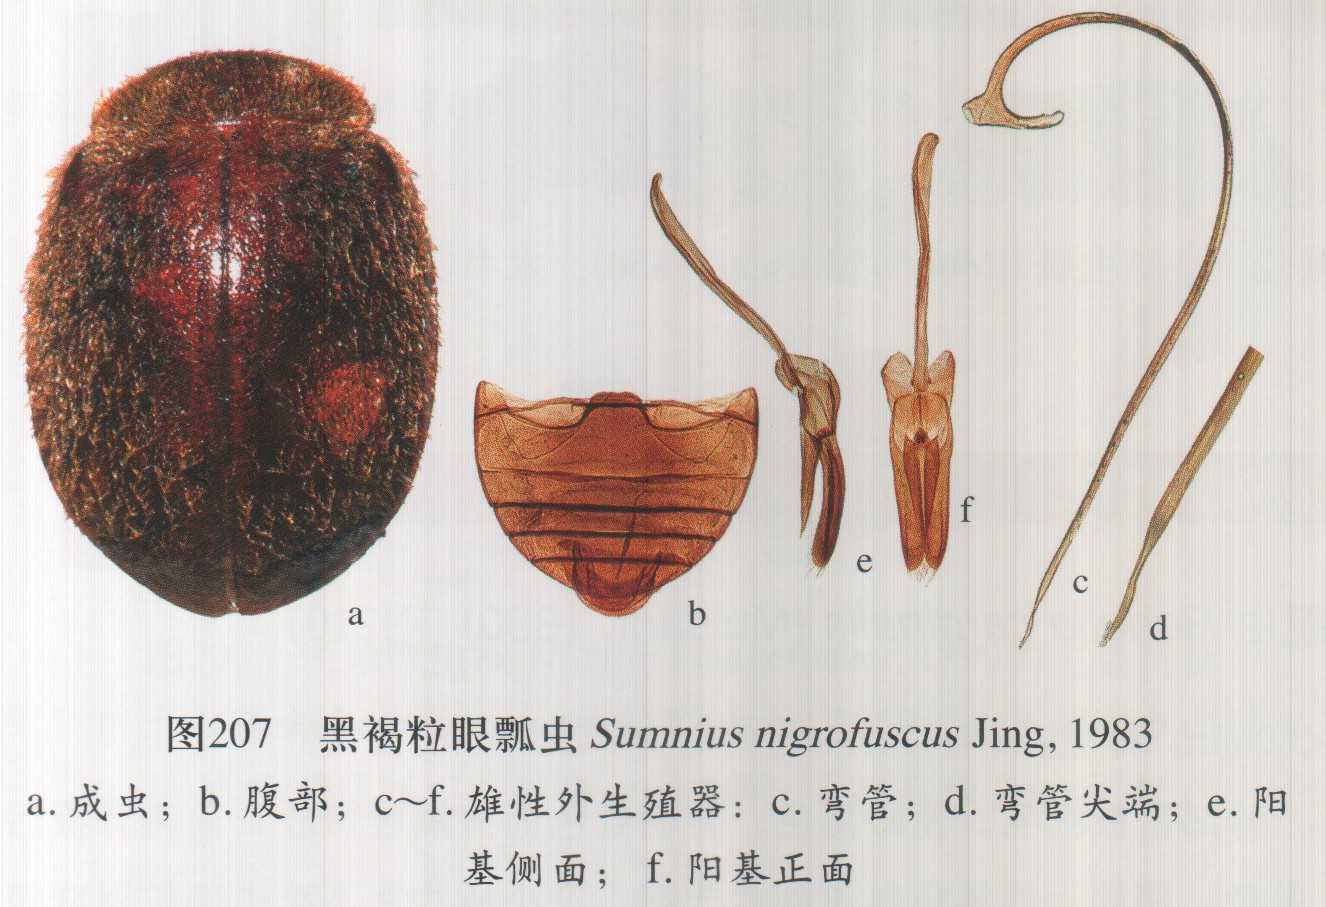 a
b
e
f
c
d
图207 黑褐粒眼瓢虫 Sumnius nigrofuscus Jing, 1983
a. 成虫；b. 腹部；c～f. 雄性外生殖器：c. 弯管；d. 弯管尖端；e. 阳
基侧面；f. 阳基正面